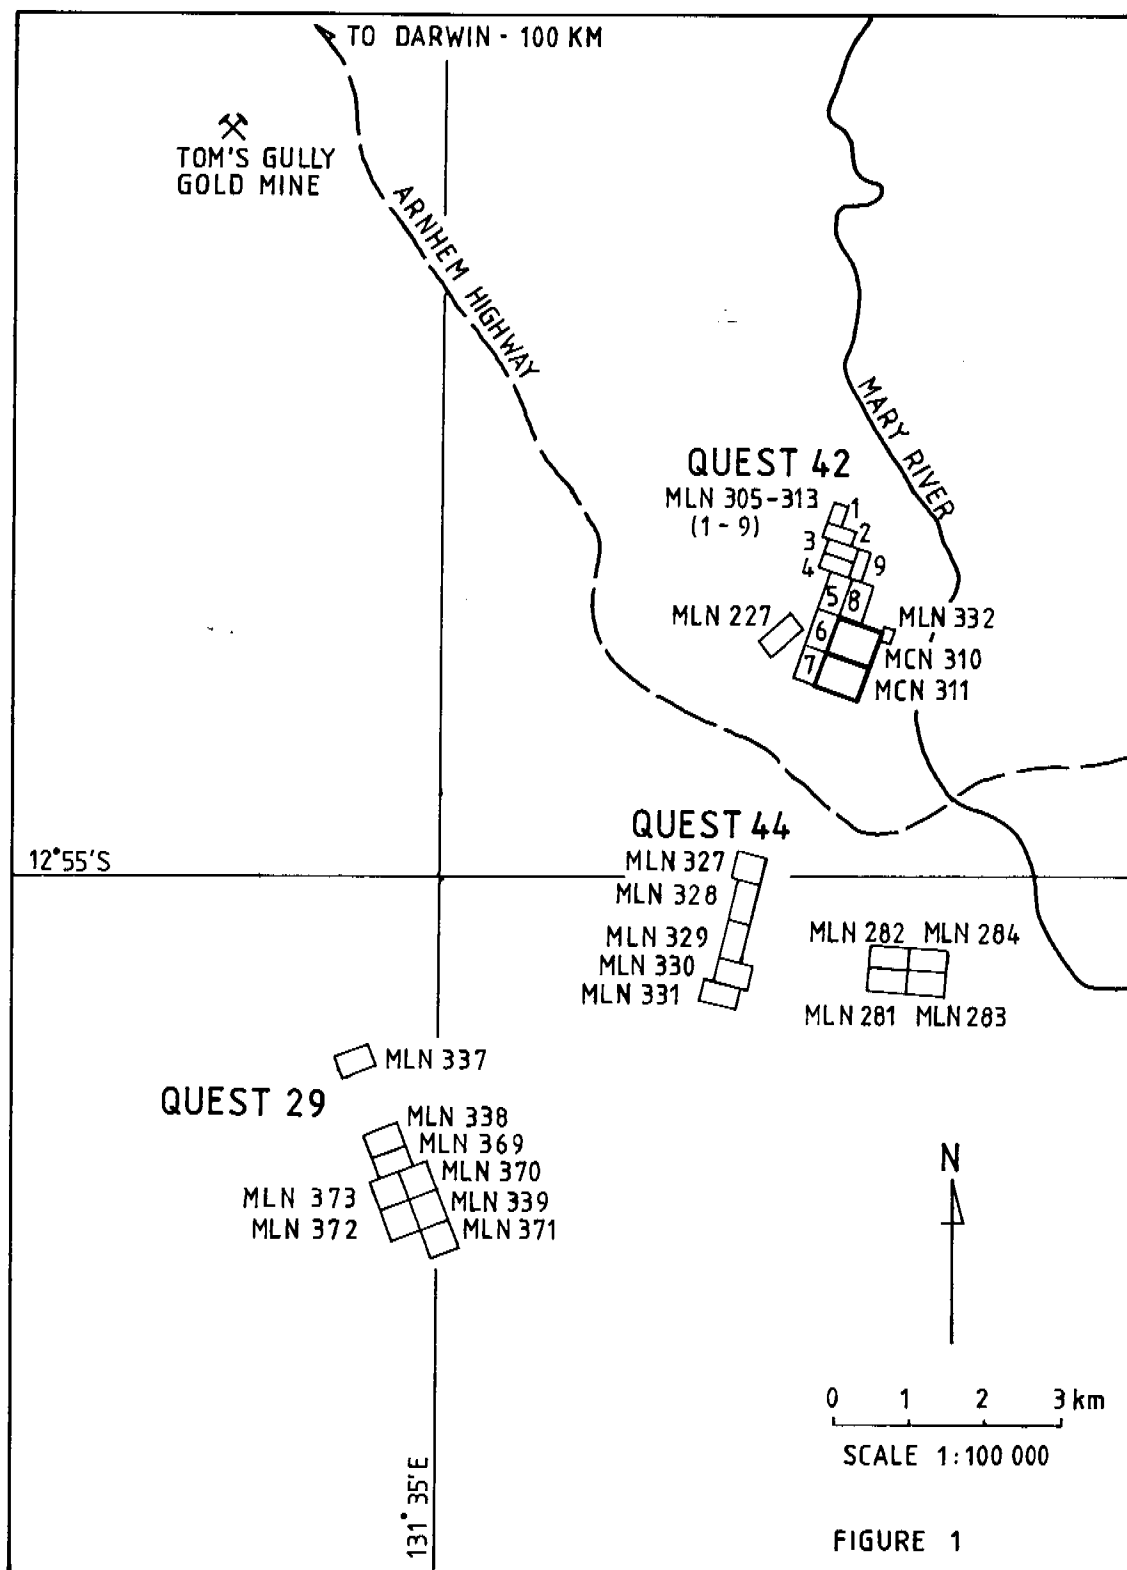 TO DARWIN - 100 KM
TOM'S GULLY
GOLD MINE
ARNHEM HIGHWAY
MARY RIVER
QUEST 42
MLN 305-313
(1 - 9)
1
2
3
9
4
5
8
MLN 227
6
MLN 332
MCN 310
7
MCN 311
QUEST 44
12°55'S
MLN 327
MLN 328
MLN 329
MLN 330
MLN 331
MLN 282
MLN 284
MLN 281
MLN 283
MLN 337
QUEST 29
MLN 338
MLN 369
MLN 370
MLN 373
MLN 339
MLN 372
MLN 371
N
0 1 2 3 km
SCALE 1:100 000
131° 35'E
FIGURE 1